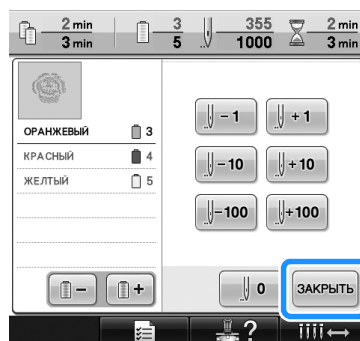 2 min 3 355 2 min
3 min 5 1000 3 min
ОРАНЖЕВЫЙ 3
КРАСНЫЙ 4
ЖЕЛТЫЙ 5
- 1 + 1
- 10 + 10
- 100 + 100
- +
0 ЗАКРЫТЬ
?